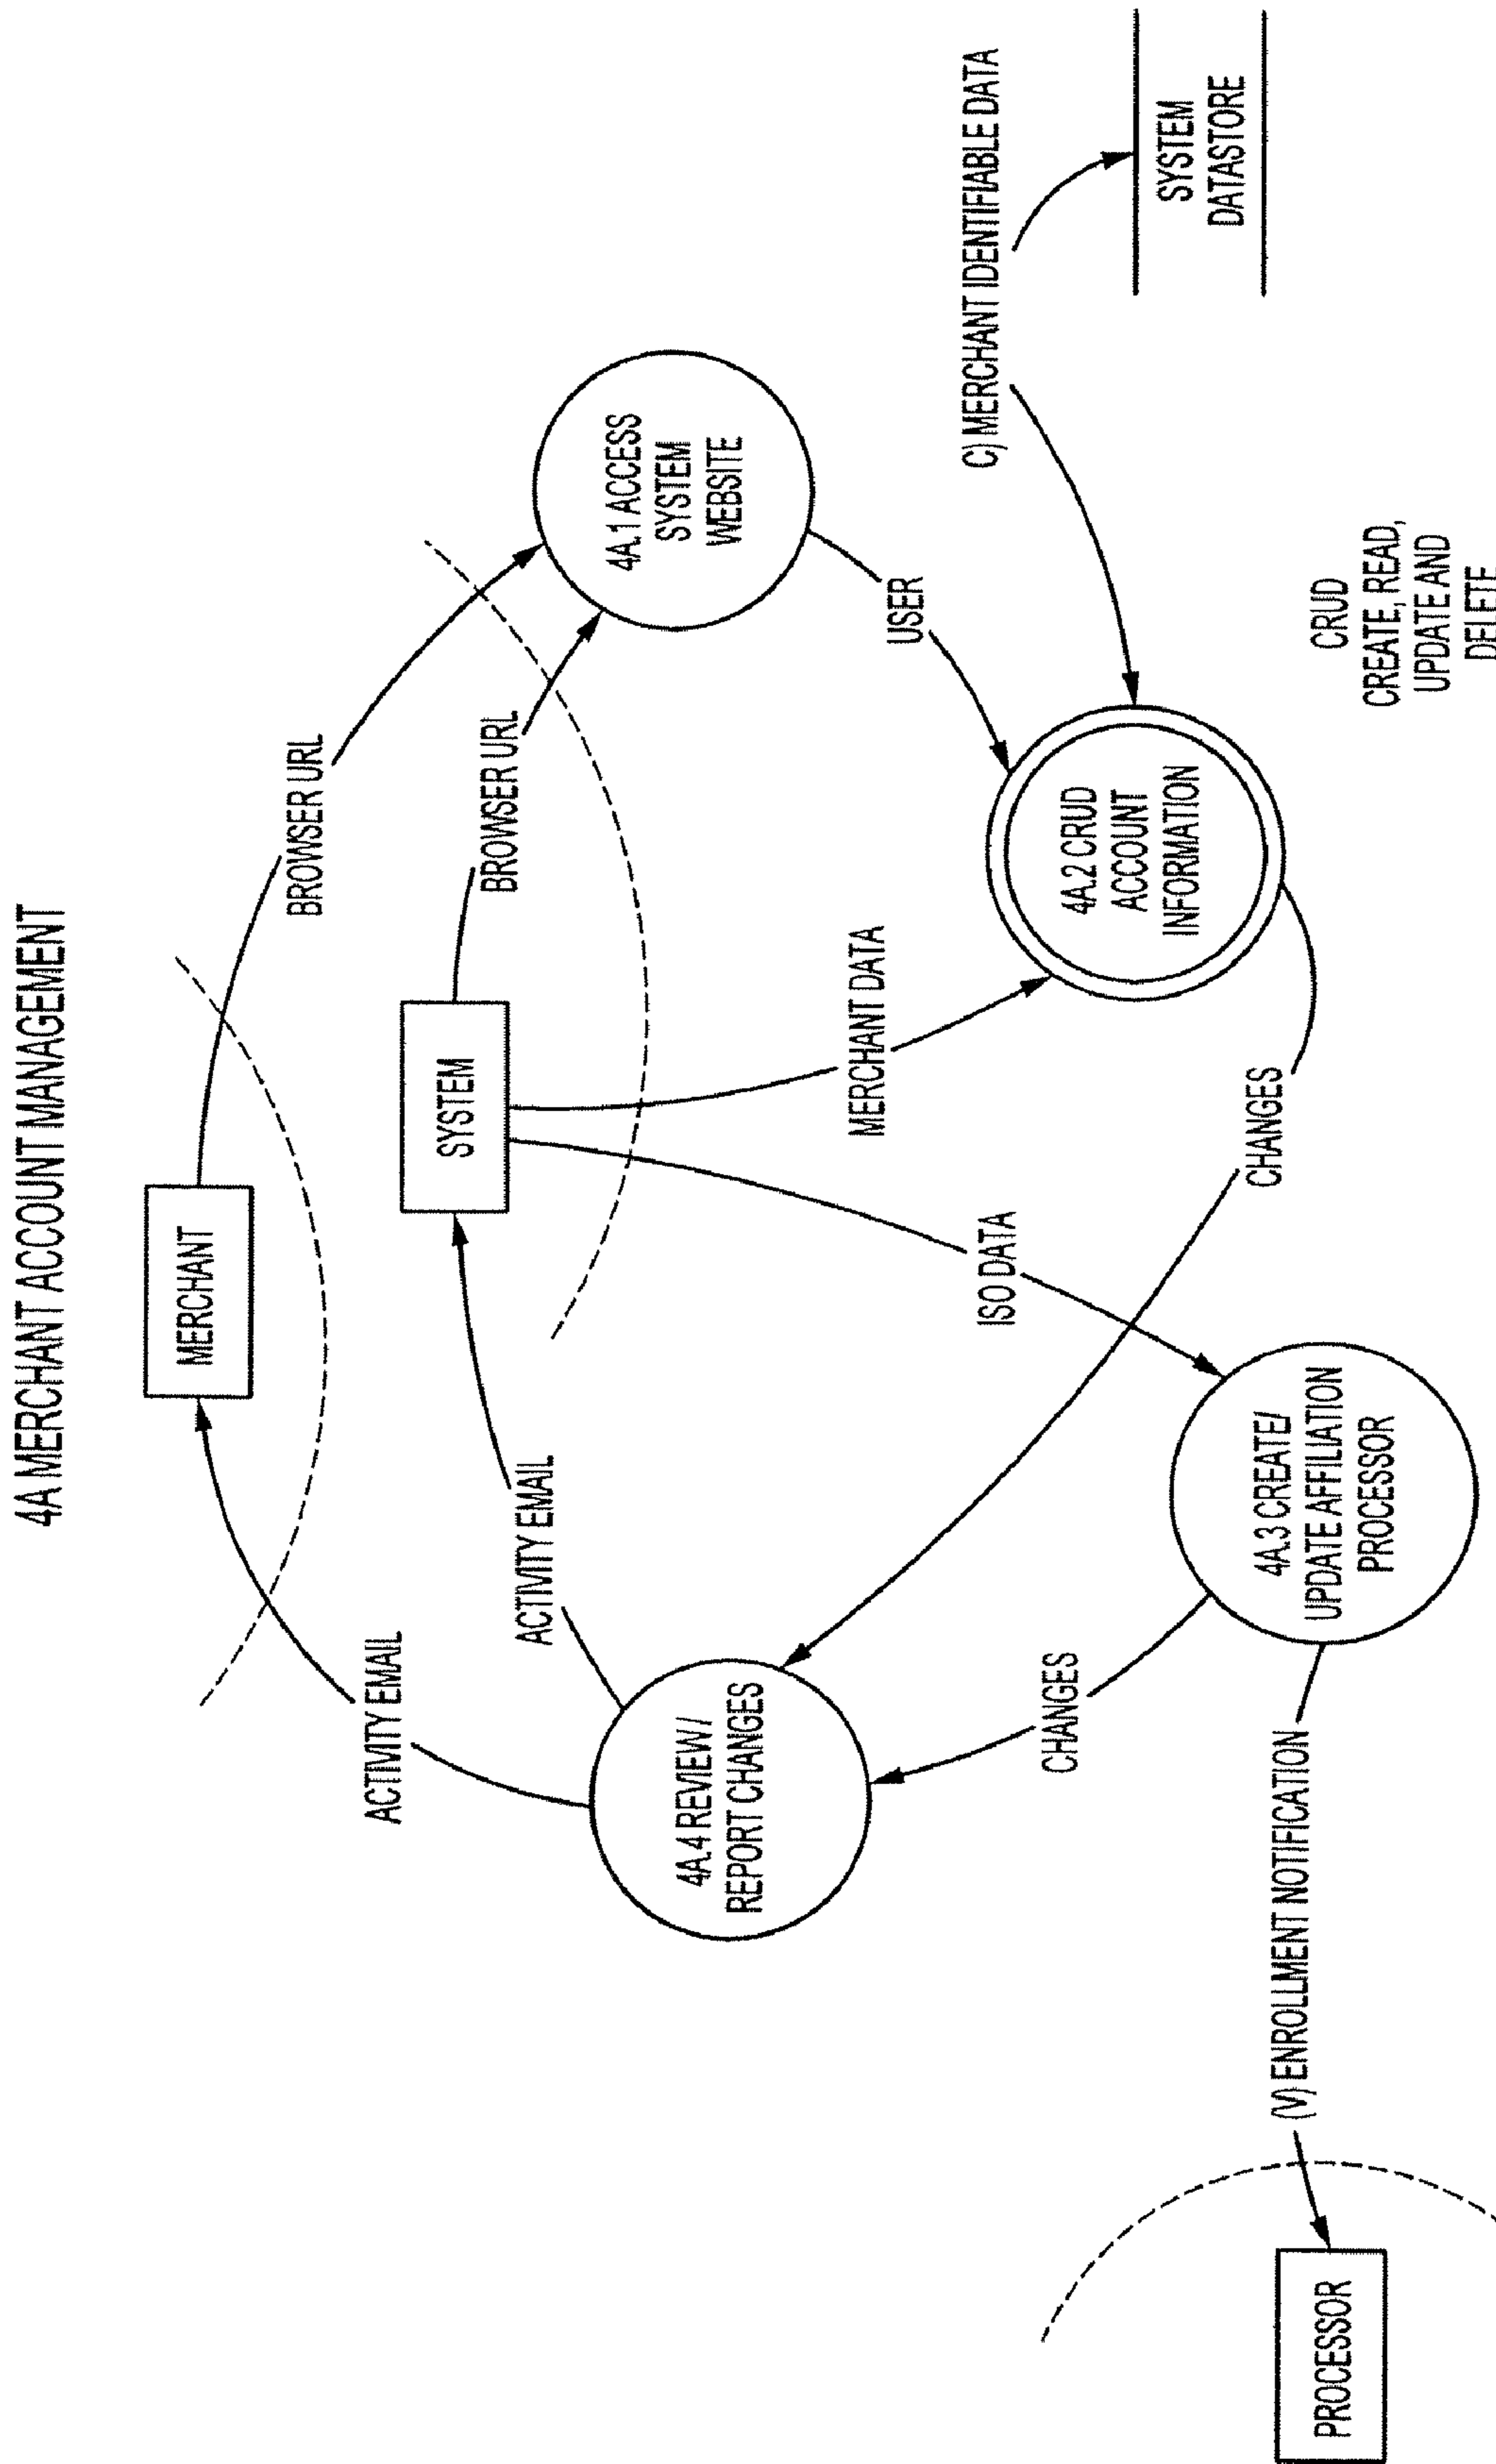 4A MERCHANT ACCOUNT MANAGEMENT
MERCHANT
BROWSER URL
ACTIVITY EMAIL
SYSTEM
BROWSER URL
ACTIVITY EMAIL
4A.1 ACCESS
SYSTEM
WEBSITE
4A.4 REVIEW /
REPORT CHANGES
MERCHANT DATA
USER
ISO DATA
C) MERCHANT IDENTIFIABLE DATA
CHANGES
4A.2 CRUD
ACCOUNT
INFORMATION
SYSTEM
DATASTORE
CHANGES
(V) ENROLLMENT NOTIFICATION
4A.3 CREATE/
UPDATE AFFILIATION
PROCESSOR
PROCESSOR
CRUD
CREATE, READ,
UPDATE AND
DELETE